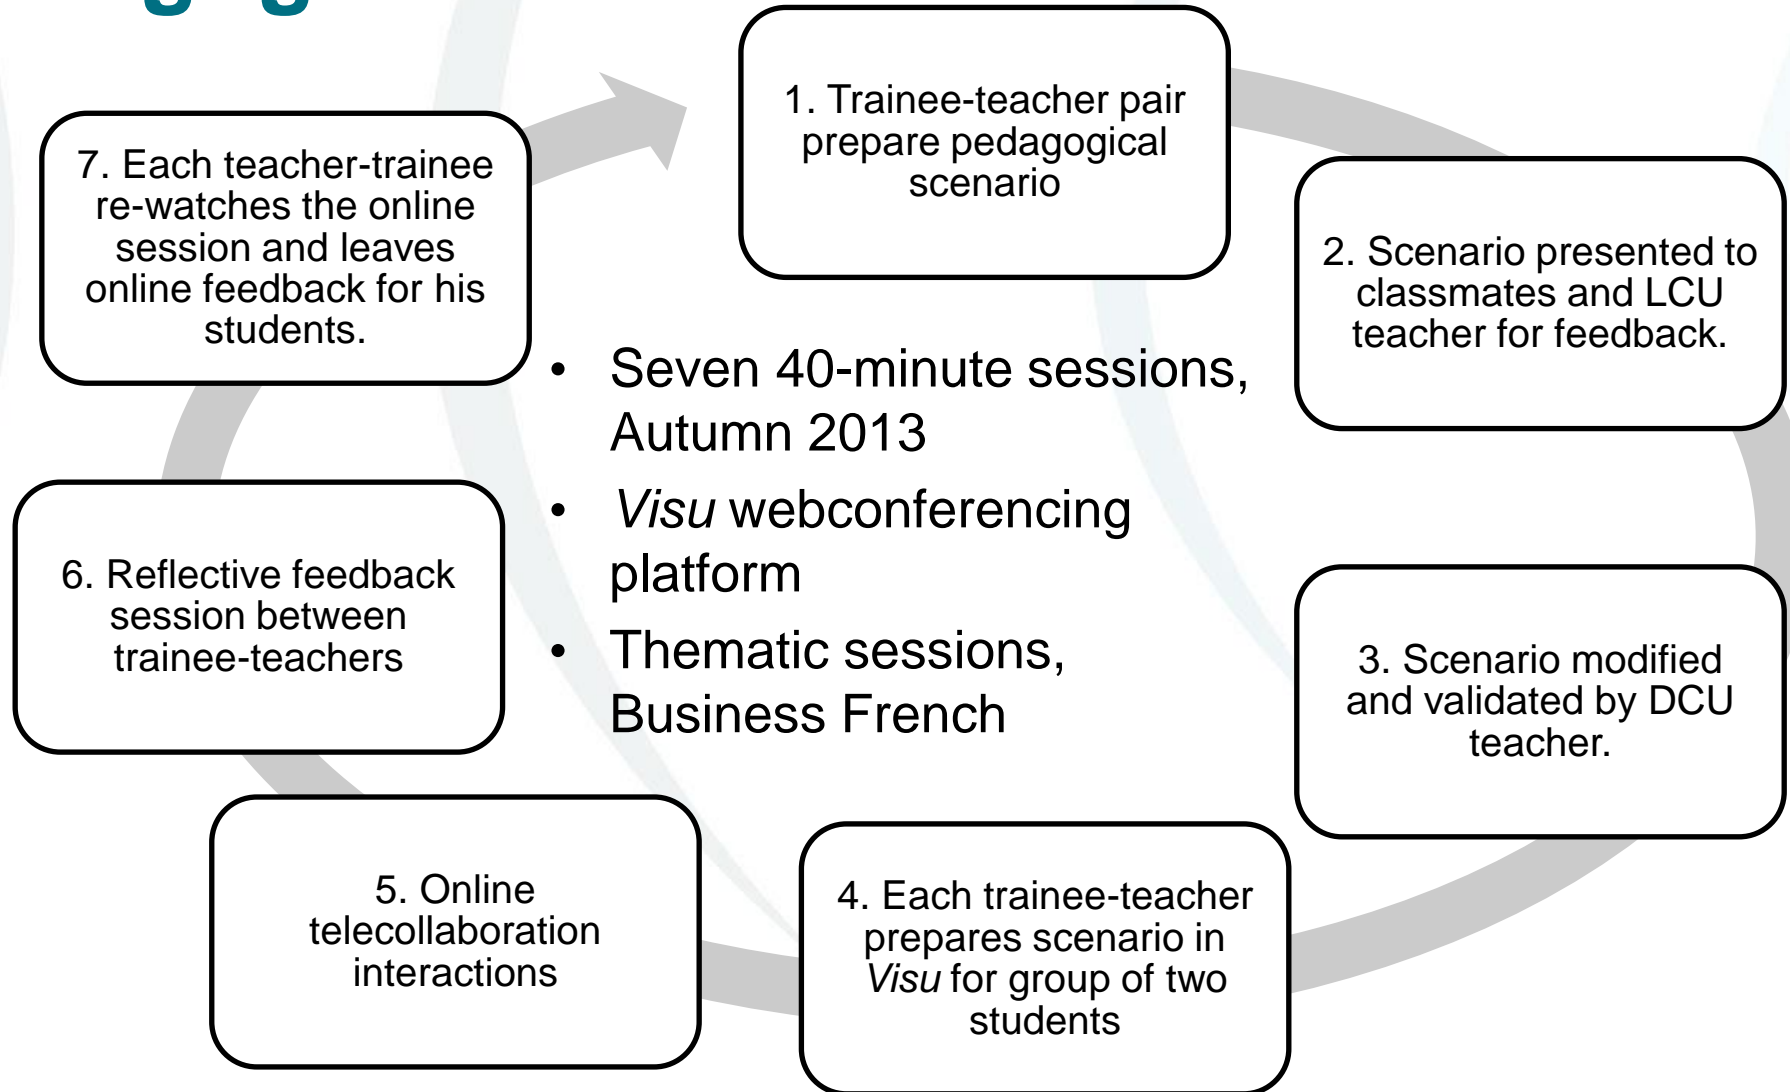 1. Trainee-teacher pair
prepare pedagogical
scenario
2. Scenario presented to
classmates and LCU
teacher for feedback.
3. Scenario modified
and validated by DCU
teacher.
4. Each trainee-teacher
prepares scenario in
Visu for group of two
students
5. Online
telecollaboration
interactions
6. Reflective feedback
session between
trainee-teachers
7. Each teacher-trainee
re-watches the online
session and leaves
online feedback for his
students.
• Seven 40-minute sessions,
Autumn 2013
• Visu webconferencing
platform
• Thematic sessions,
Business French